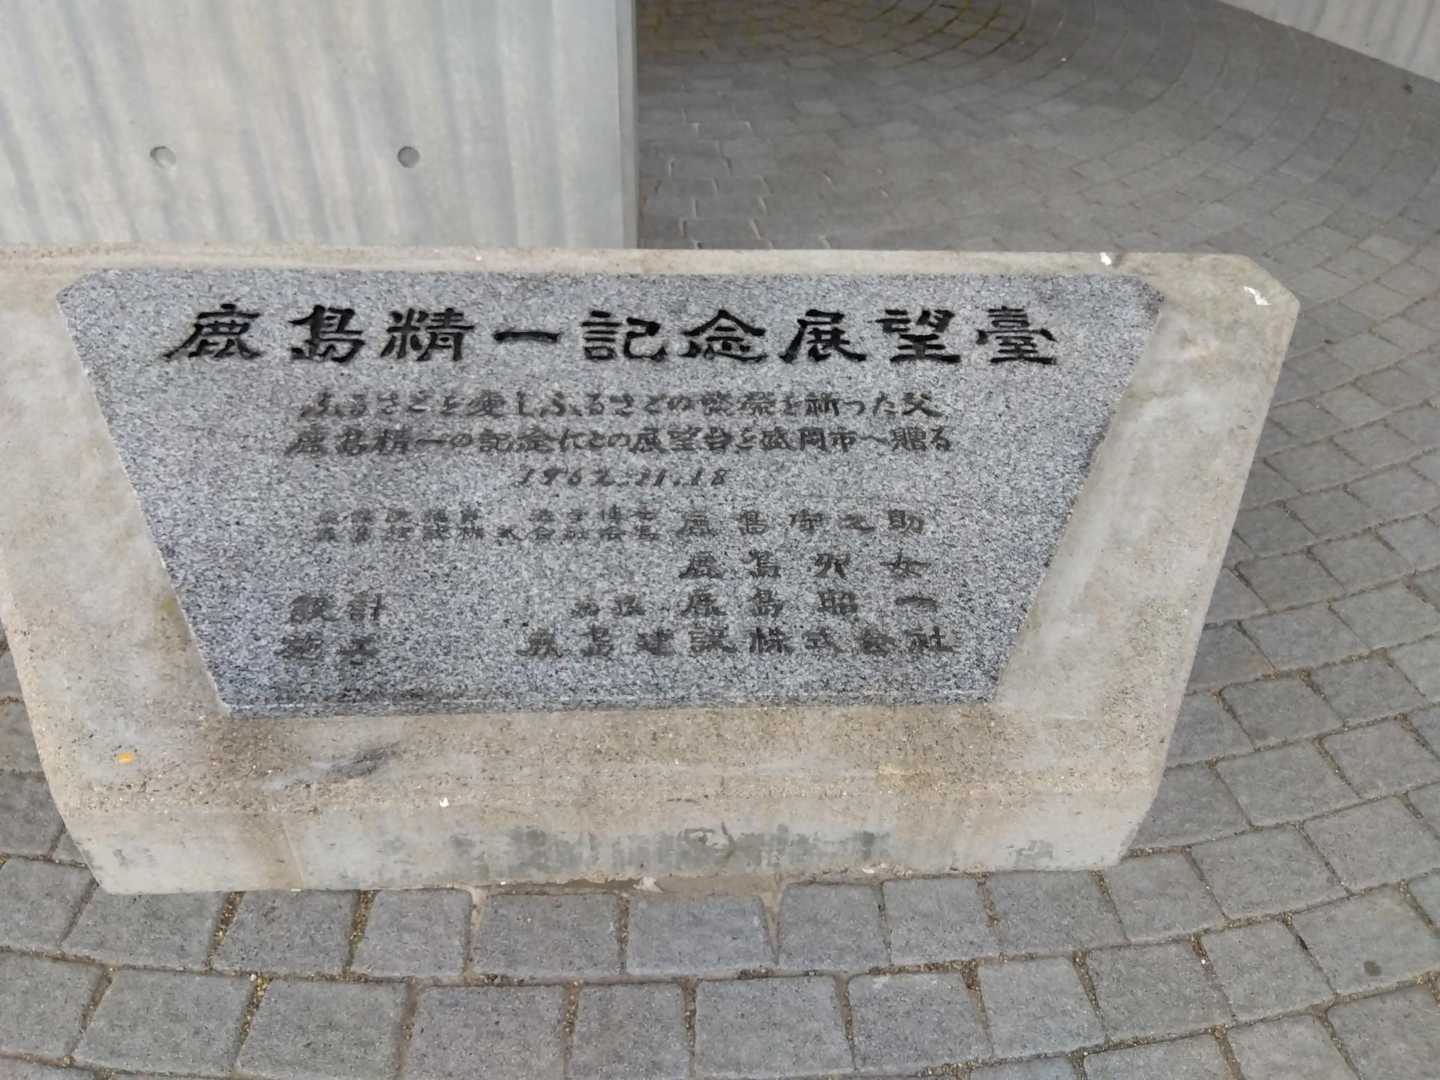 鹿島精一記念展望臺
ふるさとを愛しふるさとの繁栄を祈った父
鹿島精一の記念にこの展望台を盛岡市へ贈る
1962.11.18
鹿島守之助
鹿島卯女
設計 鹿島昭一
施工 鹿島建設株式会社